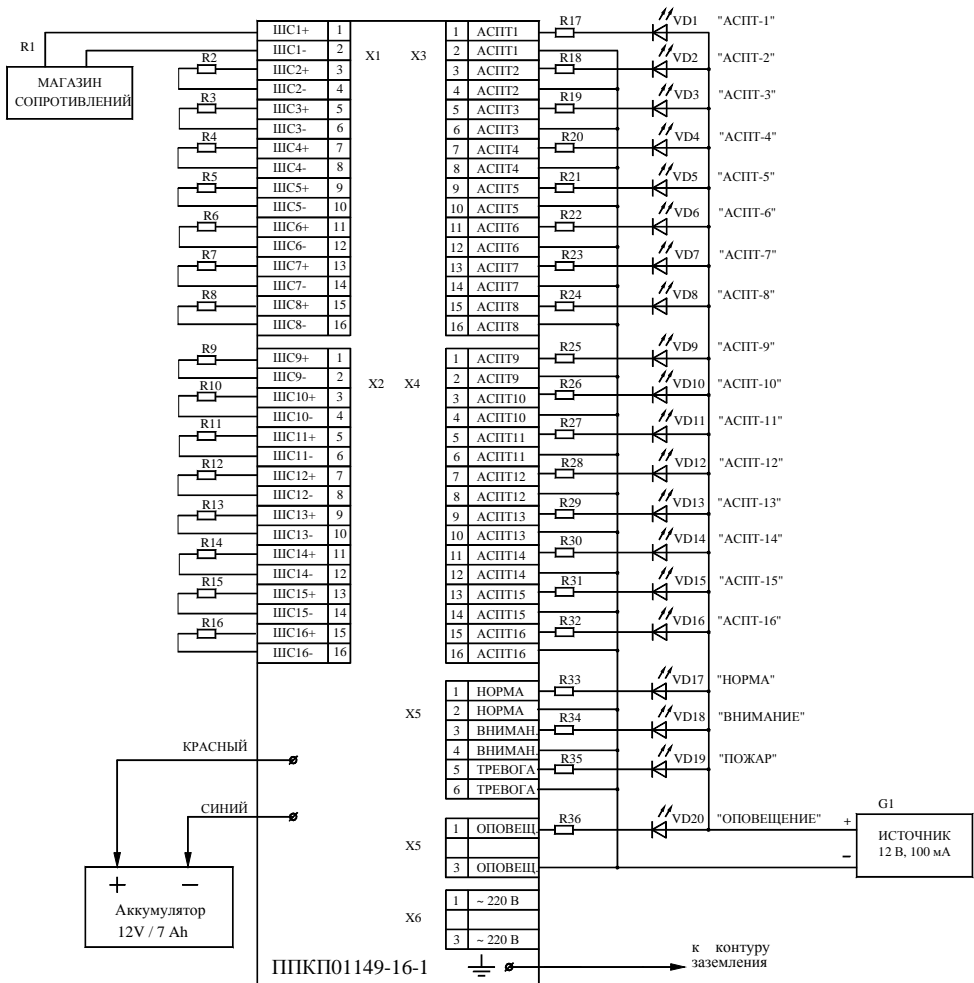 R1
МАГАЗИН
СОПРОТИВЛЕНИЙ
R2
R3
R4
R5
R6
R7
R8
ШС1+ 1
ШС1- 2
ШС2+ 3
ШС2- 4
ШС3+ 5
ШС3- 6
ШС4+ 7
ШС4- 8
ШС5+ 9
ШС5- 10
ШС6+ 11
ШС6- 12
ШС7+ 13
ШС7- 14
ШС8+ 15
ШС8- 16
X1 X3
1 АСПТ1
2 АСПТ1
3 АСПТ2
4 АСПТ2
5 АСПТ3
6 АСПТ3
7 АСПТ4
8 АСПТ4
9 АСПТ5
10 АСПТ5
11 АСПТ6
12 АСПТ6
13 АСПТ7
14 АСПТ7
15 АСПТ8
16 АСПТ8
R17 VD1 "АСПТ-1"
R18 VD2 "АСПТ-2"
R19 VD3 "АСПТ-3"
R20 VD4 "АСПТ-4"
R21 VD5 "АСПТ-5"
R22 VD6 "АСПТ-6"
R23 VD7 "АСПТ-7"
R24 VD8 "АСПТ-8"
R9
R10
R11
R12
R13
R14
R15
R16
ШС9+ 1
ШС9- 2
ШС10+ 3
ШС10- 4
ШС11+ 5
ШС11- 6
ШС12+ 7
ШС12- 8
ШС13+ 9
ШС13- 10
ШС14+ 11
ШС14- 12
ШС15+ 13
ШС15- 14
ШС16+ 15
ШС16- 16
X2 X4
1 АСПТ9
2 АСПТ9
3 АСПТ10
4 АСПТ10
5 АСПТ11
6 АСПТ11
7 АСПТ12
8 АСПТ12
9 АСПТ13
10 АСПТ13
11 АСПТ14
12 АСПТ14
13 АСПТ15
14 АСПТ15
15 АСПТ16
16 АСПТ16
R25 VD9 "АСПТ-9"
R26 VD10 "АСПТ-10"
R27 VD11 "АСПТ-11"
R28 VD12 "АСПТ-12"
R29 VD13 "АСПТ-13"
R30 VD14 "АСПТ-14"
R31 VD15 "АСПТ-15"
R32 VD16 "АСПТ-16"
X5
1 НОРМА
2 НОРМА
3 ВНИМАН.
4 ВНИМАН.
5 ТРЕВОГА
6 ТРЕВОГА
R33 VD17 "НОРМА"
R34 VD18 "ВНИМАНИЕ"
R35 VD19 "ПОЖАР"
X5
1 ОПОВЕЩ.
3 ОПОВЕЩ.
R36 VD20 "ОПОВЕЩЕНИЕ"
+
–
G1
ИСТОЧНИК
12 В, 100 мА
X6
1 ~ 220 В
3 ~ 220 В
КРАСНЫЙ
СИНИЙ
+ –
Аккумулятор
12V / 7 Ah
ППКП01149-16-1
к контуру
заземления